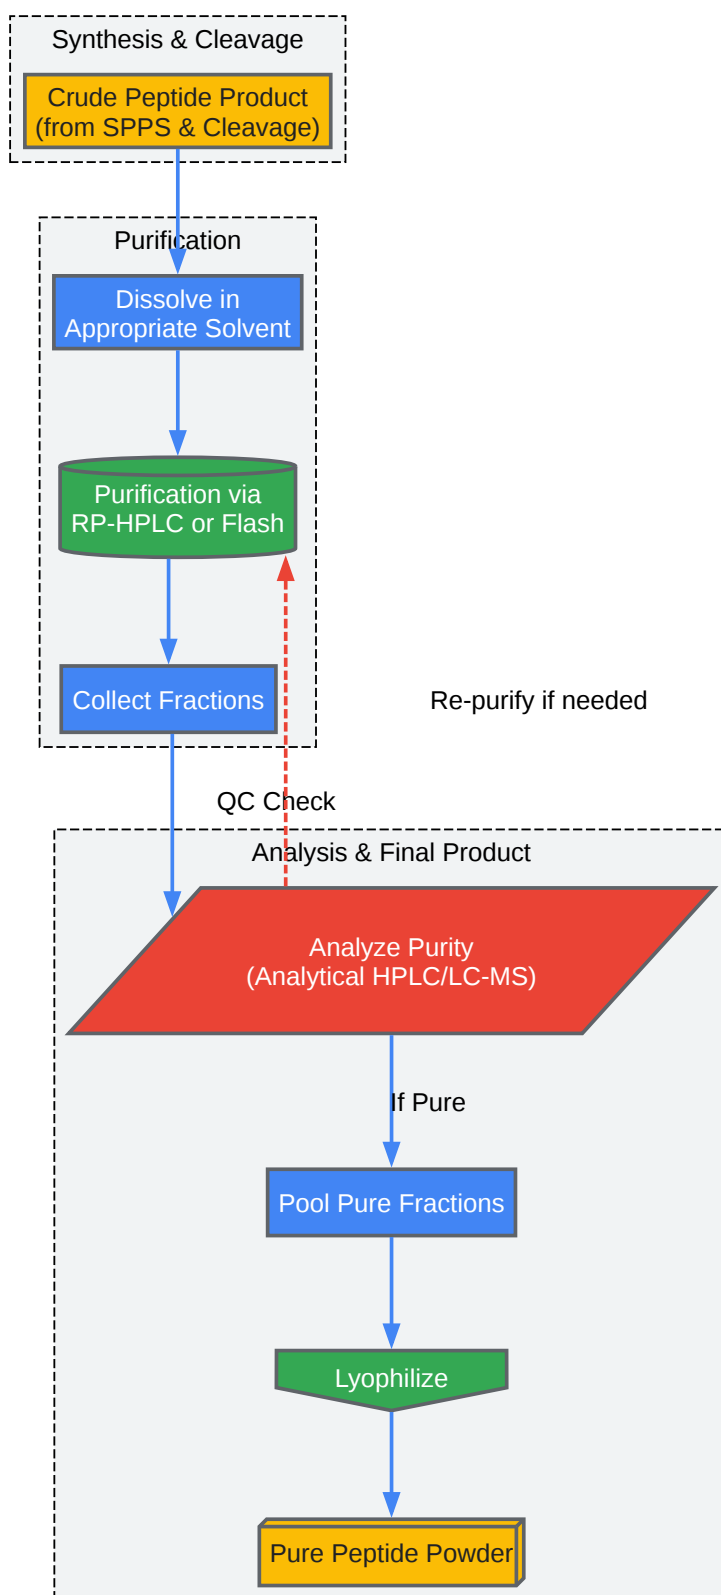 Synthesis & Cleavage
Crude Peptide Product
(from SPPS & Cleavage)
Purification
Dissolve in
Appropriate Solvent
Purification via
RP-HPLC or Flash
Collect Fractions
Re-purify if needed
QC Check
Analysis & Final Product
Analyze Purity
(Analytical HPLC/LC-MS)
If Pure
Pool Pure Fractions
Lyophilize
Pure Peptide Powder